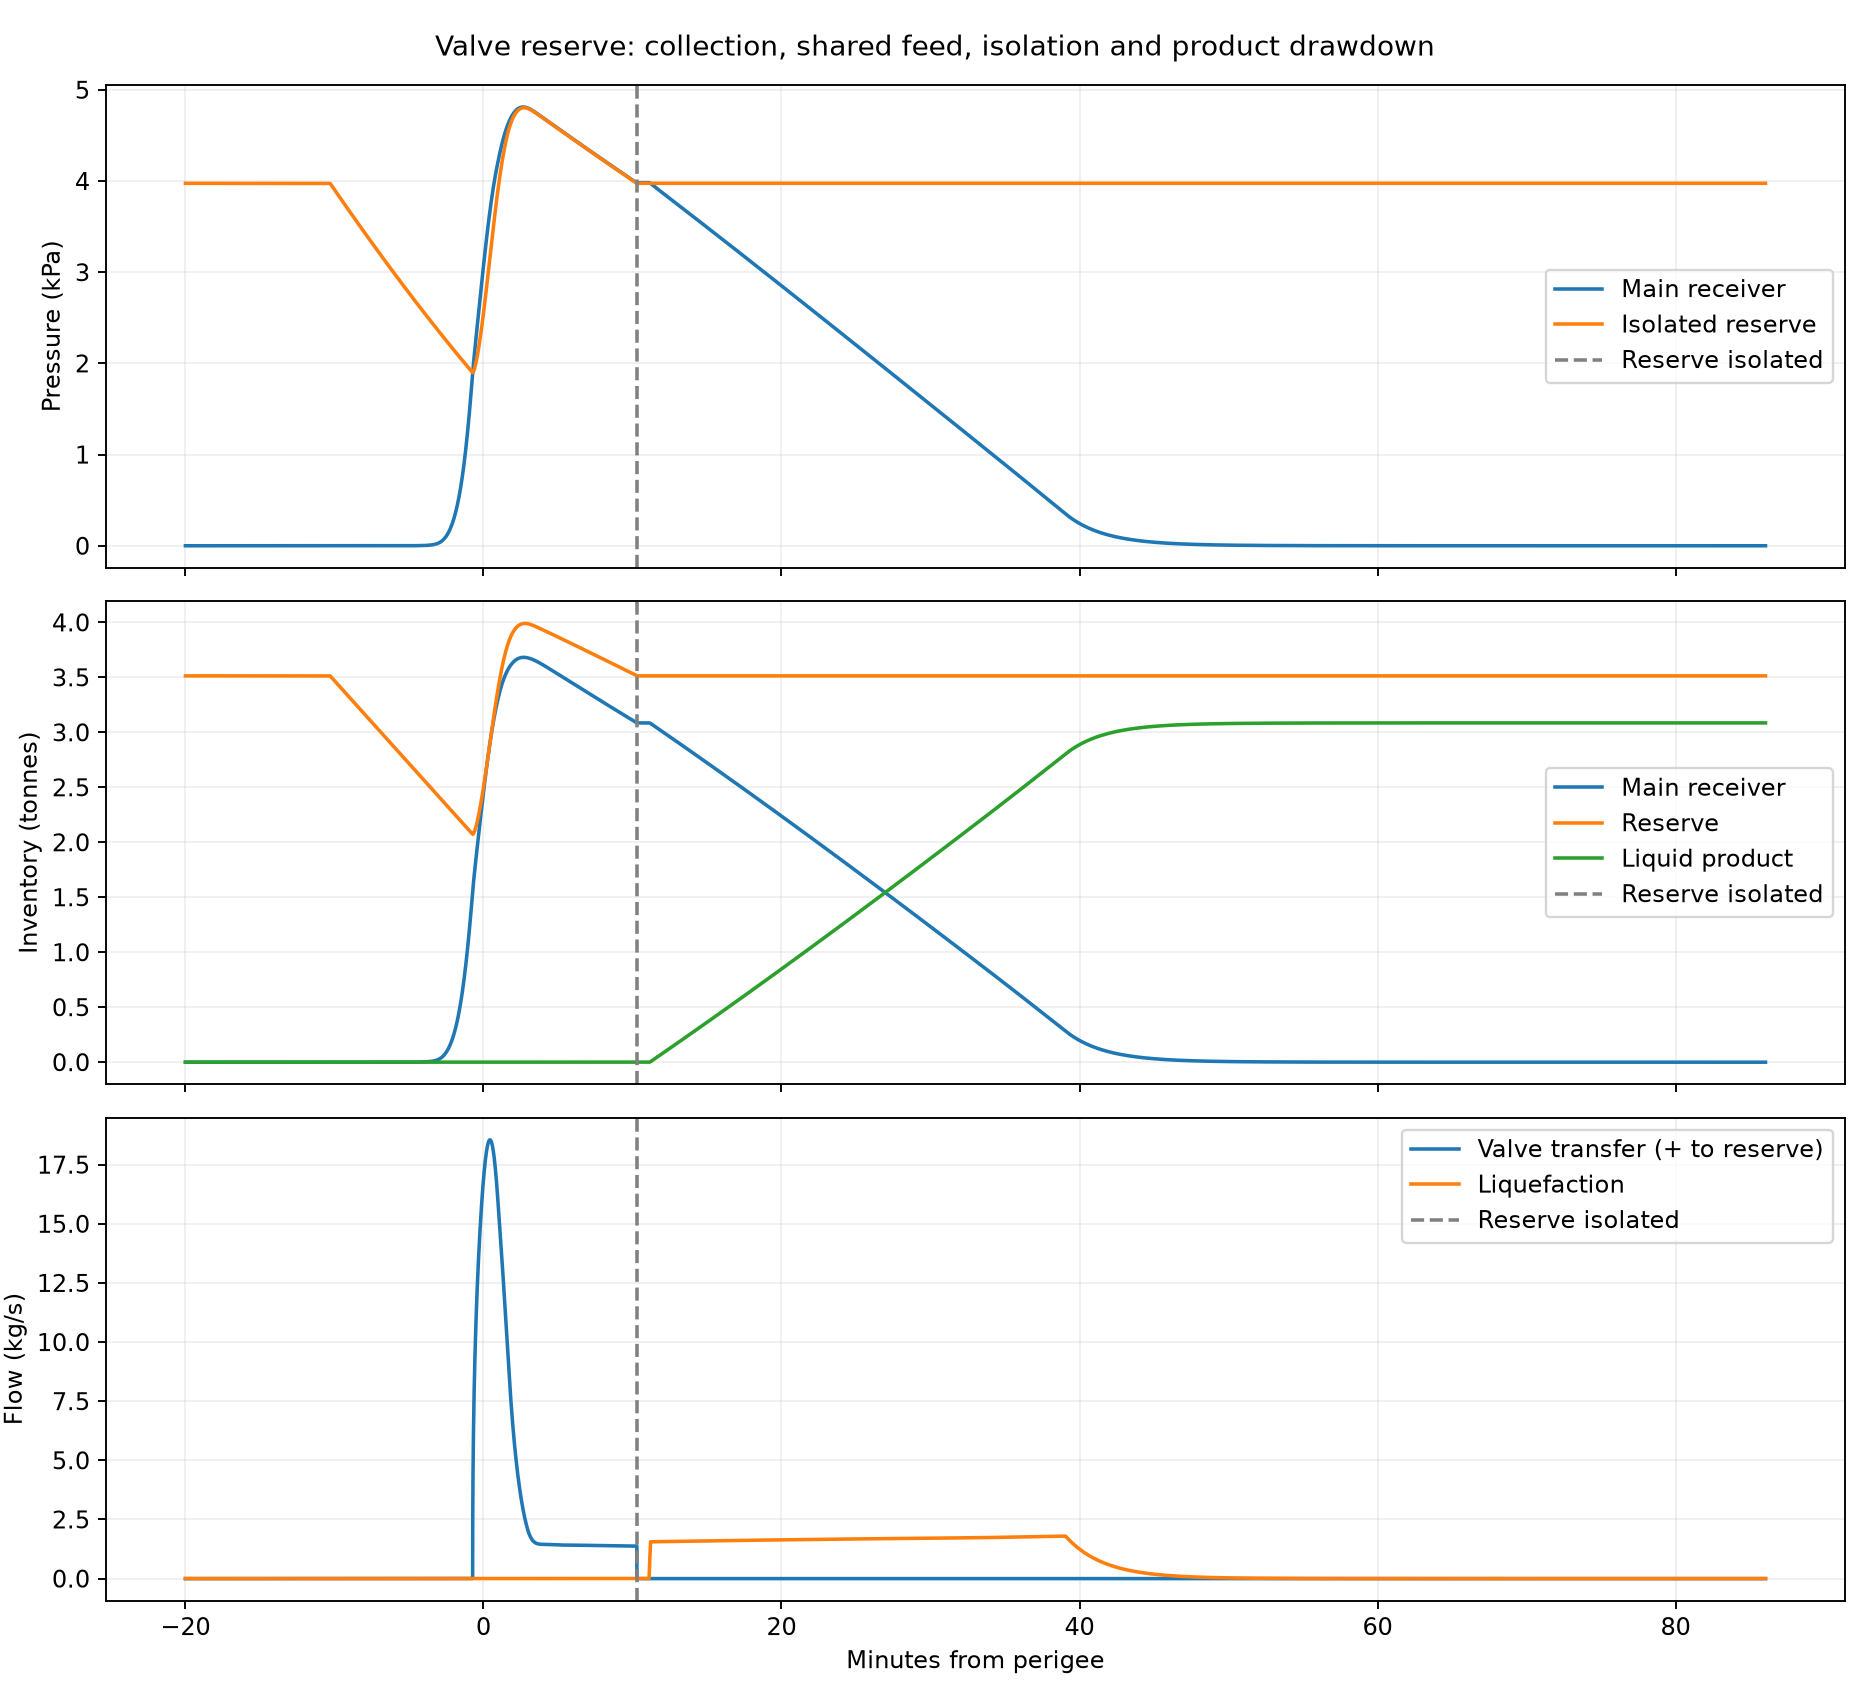 Valve reserve: collection, shared feed, isolation and product drawdown
Pressure (kPa)
5
4
3
2
1
0
Main receiver
Isolated reserve
Reserve isolated
Inventory (tonnes)
4.0
3.5
3.0
2.5
2.0
1.5
1.0
0.5
0.0
Main receiver
Reserve
Liquid product
Reserve isolated
Flow (kg/s)
17.5
15.0
12.5
10.0
7.5
5.0
2.5
0.0
Valve transfer (+ to reserve)
Liquefaction
Reserve isolated
−20 0 20 40 60 80
Minutes from perigee